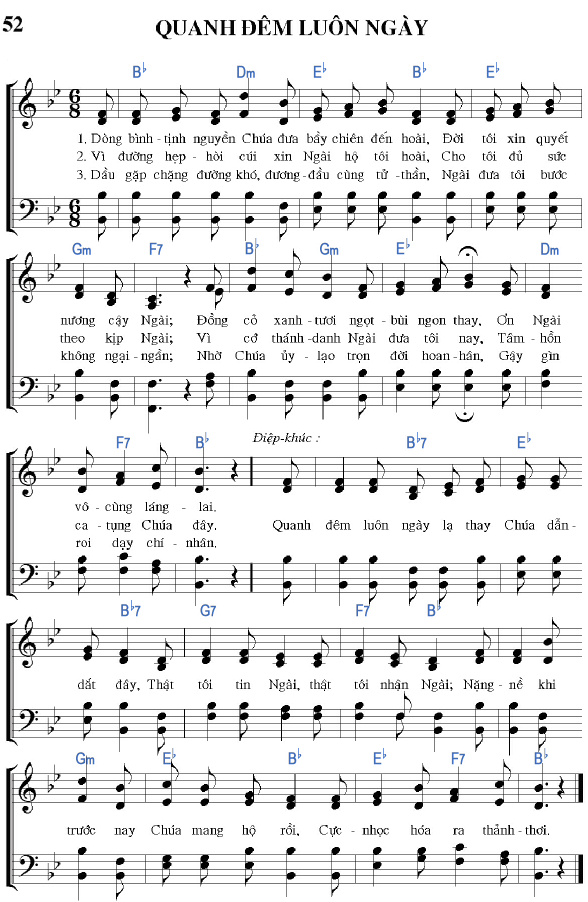 52
QUANH ĐÊM LUÔN NGÀY
B♭ Dm E♭ B♭ E♭
1. Dòng bình-tịnh nguyền Chúa đưa bầy chiên đến hoài, Đời tôi xin quyết
2. Vì đường hẹp-hòi cúi xin Ngài hộ tôi hoài, Cho tôi đủ sức
3. Dầu gặp chặng đường khó, đương-đầu cùng tử-thần, Ngài đưa tôi bước
Gm F7 B♭ Gm E♭ Dm
nương cậy Ngài; Đồng cỏ xanh-tươi ngọt-bùi ngon thay, Ơn Ngài
theo kịp Ngài; Vì cớ thánh-danh Ngài đưa tôi nay, Tâm-hồn
không ngại-ngần; Nhờ Chúa ủy-lạo trọn đời hoan-hân, Gậy gìn
F7 B♭ Điệp-khúc : B♭7 E♭
vô-cùng láng-lai.
ca-tụng Chúa đầy. Quanh đêm luôn ngày lạ thay Chúa dẫn-
roi dạy chí-nhân.
B♭7 G7 F7 B♭
dắt đây, Thật tôi tin Ngài, thật tôi nhận Ngài; Nặng-nề khi
Gm E♭ B♭ E♭ F7 B♭
trước nay Chúa mang hộ rồi, Cực-nhọc hóa ra thảnh-thơi.